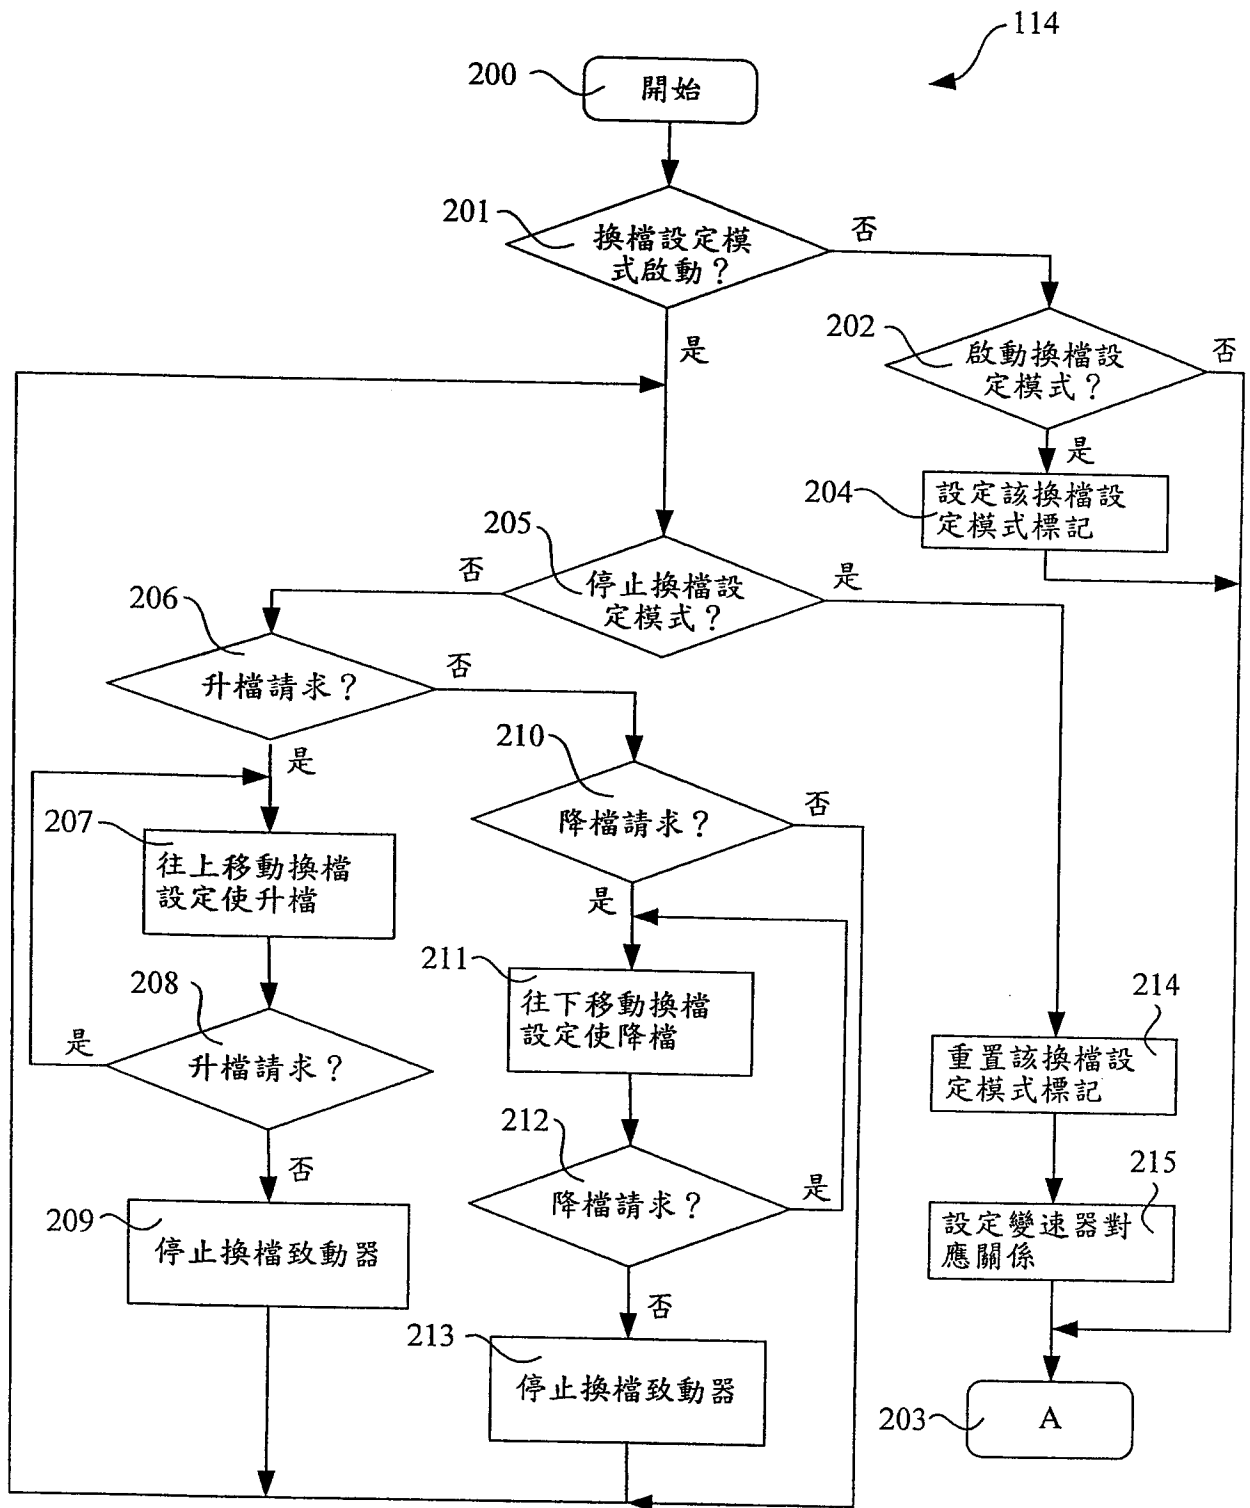 114
200
開始
201
換檔設定模
式啟動？
否
是
202
啟動換檔設
定模式？
否
是
204
設定該換檔設
定模式標記
205
停止換檔設
定模式？
否
是
206
升檔請求？
否
是
207
往上移動換檔
設定使升檔
208
升檔請求？
是
否
209
停止換檔致動器
210
降檔請求？
否
是
211
往下移動換檔
設定使降檔
212
降檔請求？
是
否
213
停止換檔致動器
214
重置該換檔設
定模式標記
215
設定變速器對
應關係
203
A